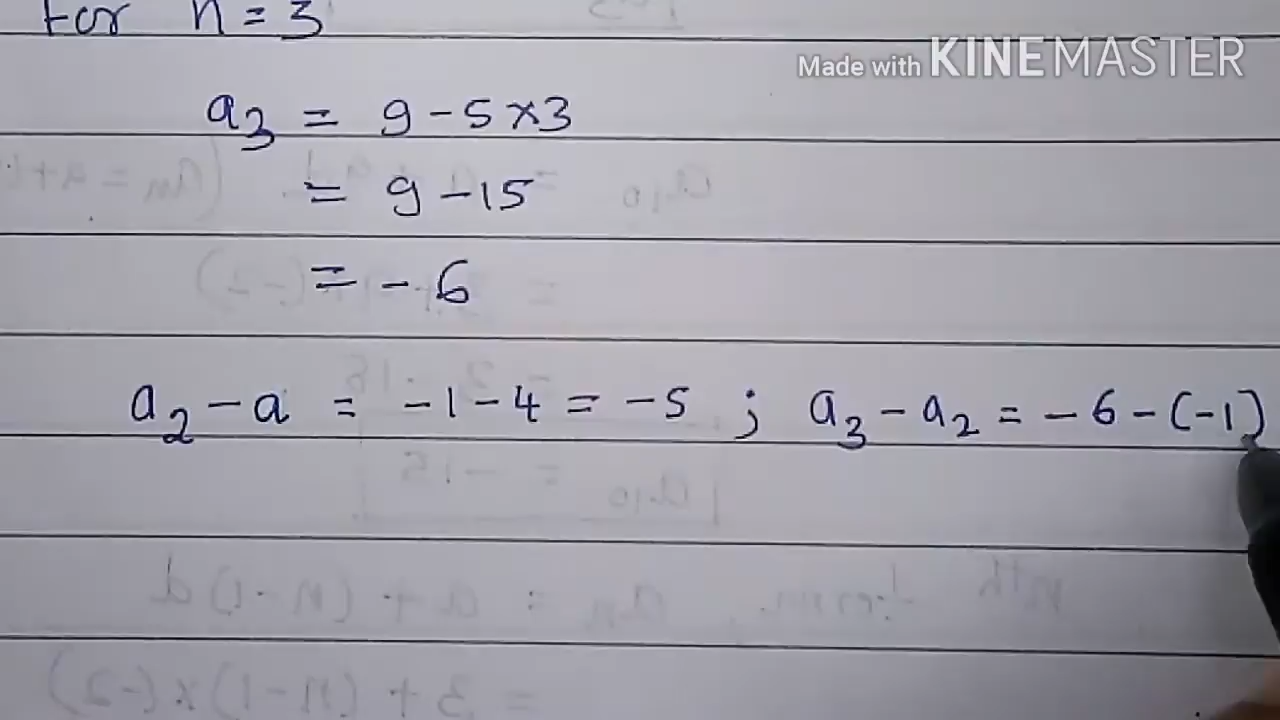 For n = 3
Made with KINEMASTER
a3 = 9 - 5 × 3
= 9 - 15
= - 6
a2 - a = -1 - 4 = -5 ; a3 - a2 = -6 - (-1)